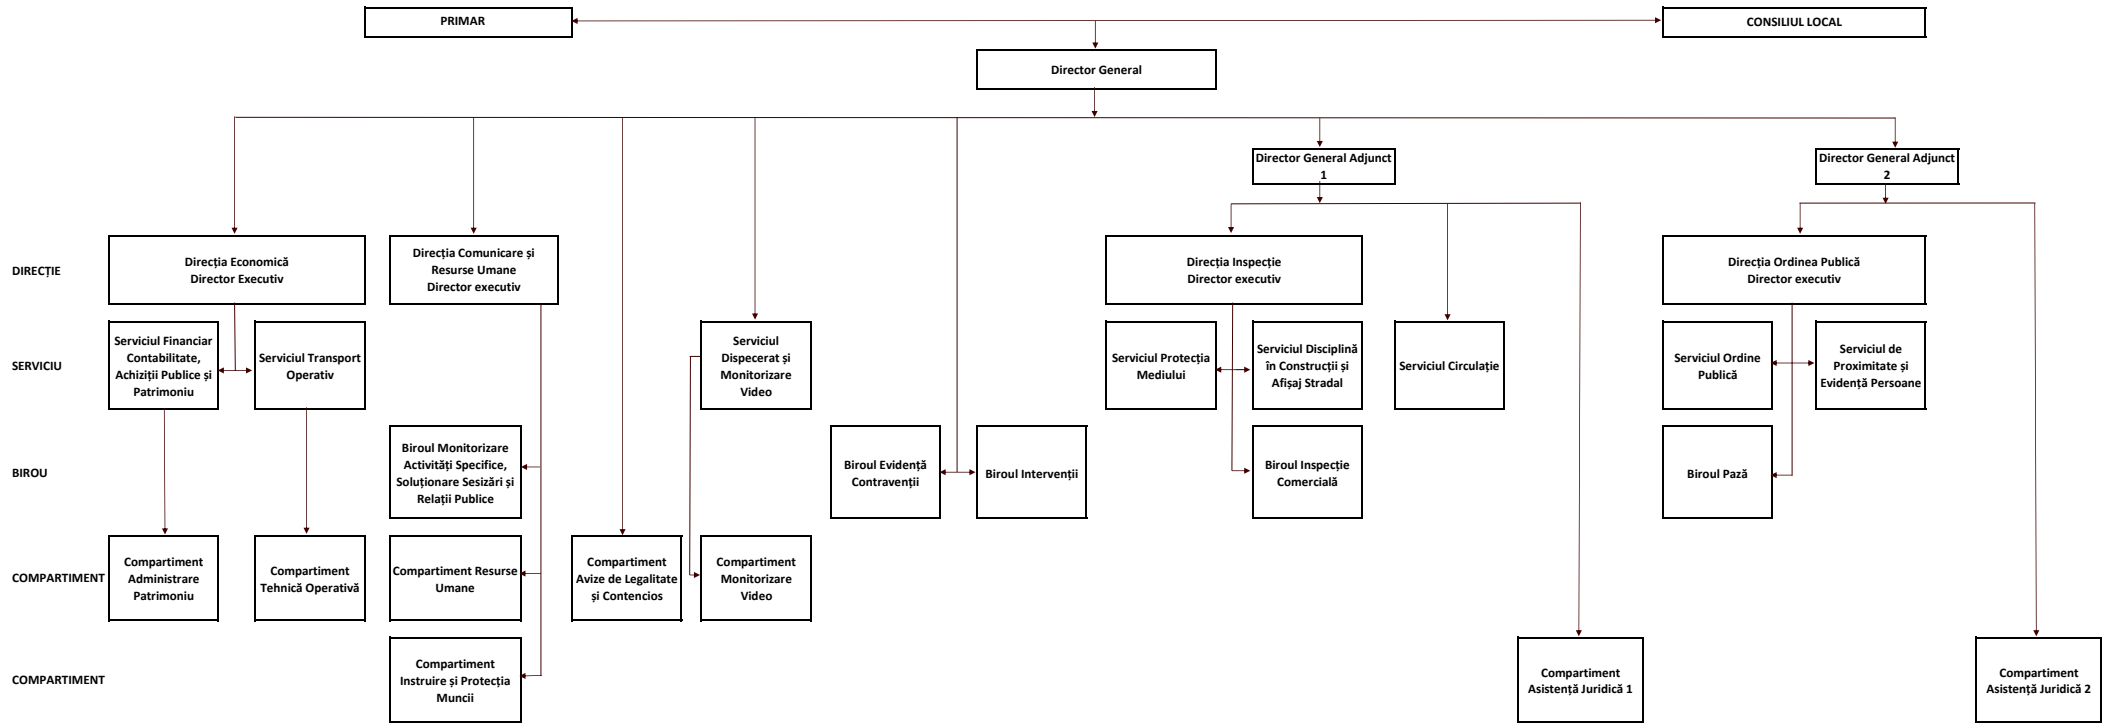 PRIMAR
CONSILIUL LOCAL
Director General
Director General Adjunct
1
Director General Adjunct
2
DIRECȚIE
Direcția Economică
Director Executiv
Direcția Comunicare și
Resurse Umane
Director executiv
Direcția Inspecție
Director executiv
Direcția Ordinea Publică
Director executiv
SERVICIU
Serviciul Financiar
Contabilitate,
Achiziții Publice și
Patrimoniu
Serviciul Transport
Operativ
Serviciul
Dispecerat și
Monitorizare
Video
Serviciul Protecția
Mediului
Serviciul Disciplină
în Construcții și
Afișaj Stradal
Serviciul Circulație
Serviciul Ordine
Publică
Serviciul de
Proximitate și
Evidență Persoane
BIROU
Biroul Monitorizare
Activități Specifice,
Soluționare Sesizări și
Relații Publice
Biroul Evidență
Contravenții
Biroul Intervenții
Biroul Inspecție
Comercială
Biroul Pază
COMPARTIMENT
Compartiment
Administrare
Patrimoniu
Compartiment
Tehnică Operativă
Compartiment Resurse
Umane
Compartiment
Avize de Legalitate
și Contencios
Compartiment
Monitorizare
Video
COMPARTIMENT
Compartiment
Instruire și Protecția
Muncii
Compartiment
Asistență Juridică 1
Compartiment
Asistență Juridică 2